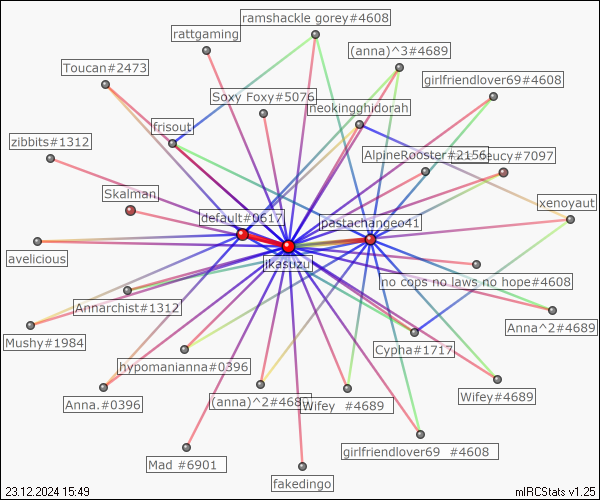 ramshackle gorey#4608
rattgaming
(anna)^3#4689
Toucan#2473
girlfriendlover69#4608
Soxy Foxy#5076
neokingghidorah
frisout
zibbits#1312
AlpineRooster#2156
eucy#7097
Skalman
xenoyaut
default#0617
pastachangeo41
avelicious
jkasuzu
no cops no laws no hope#4608
Annarchist#1312
Anna^2#4689
Mushy#1984
Cypha#1717
hypomanianna#0396
Wifey#4689
Anna.#0396
(anna)^2#468
Wifey #4689
girlfriendlover69 #4608
Mad #6901
fakedingo
23.12.2024 15:49
mIRCStats v1.25